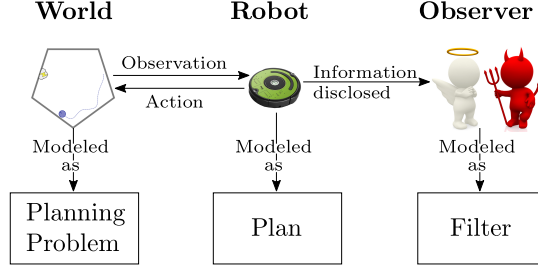 World
Robot
Observer
Observation
Action
Information
disclosed
Modeled
as
Modeled
as
Modeled
as
Planning
Problem
Plan
Filter